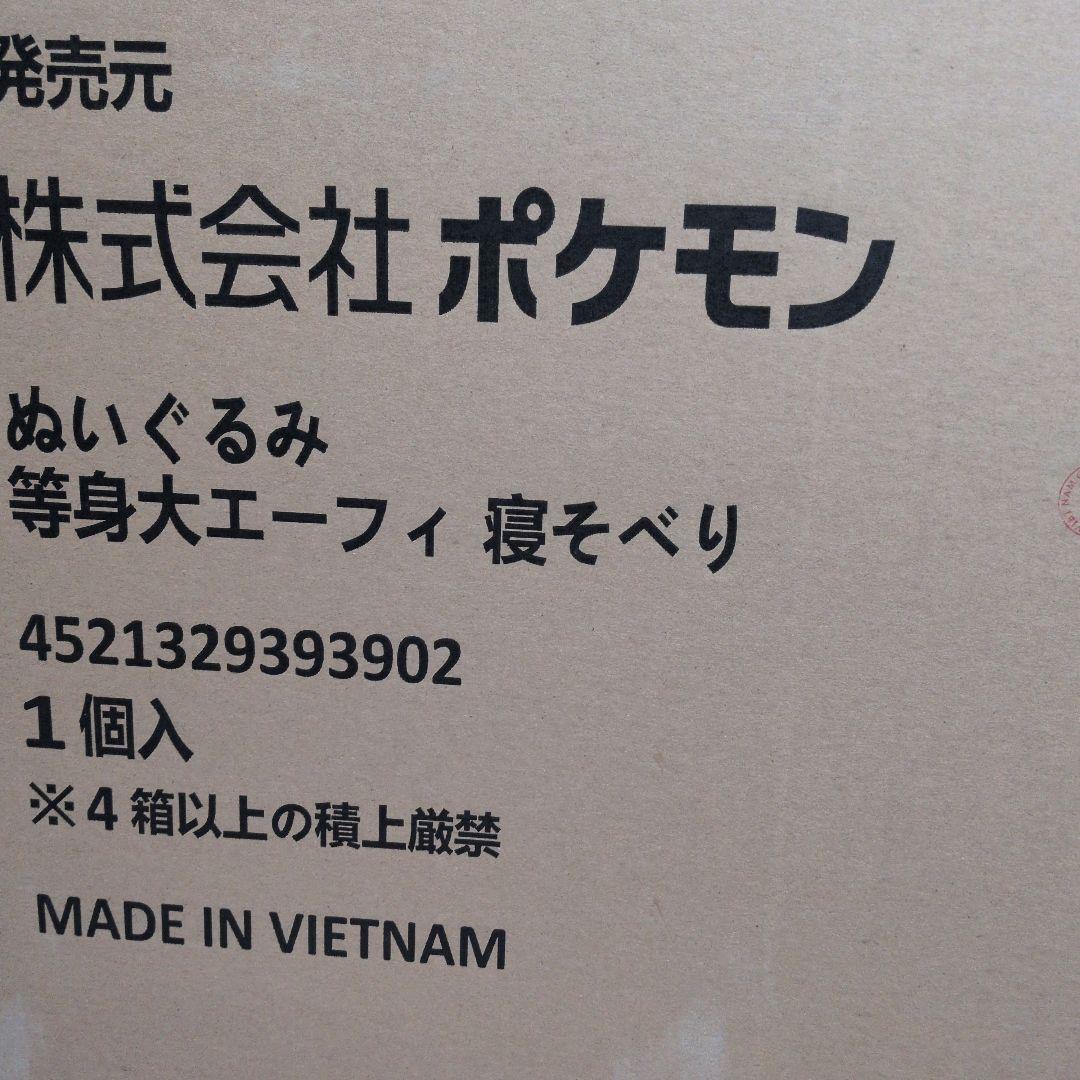 発売元
株式会社ポケモン
ぬいぐるみ
等身大エーフィ 寝そべり
4521329393902
1個入
※4箱以上の積上厳禁
MADE IN VIETNAM
NAM